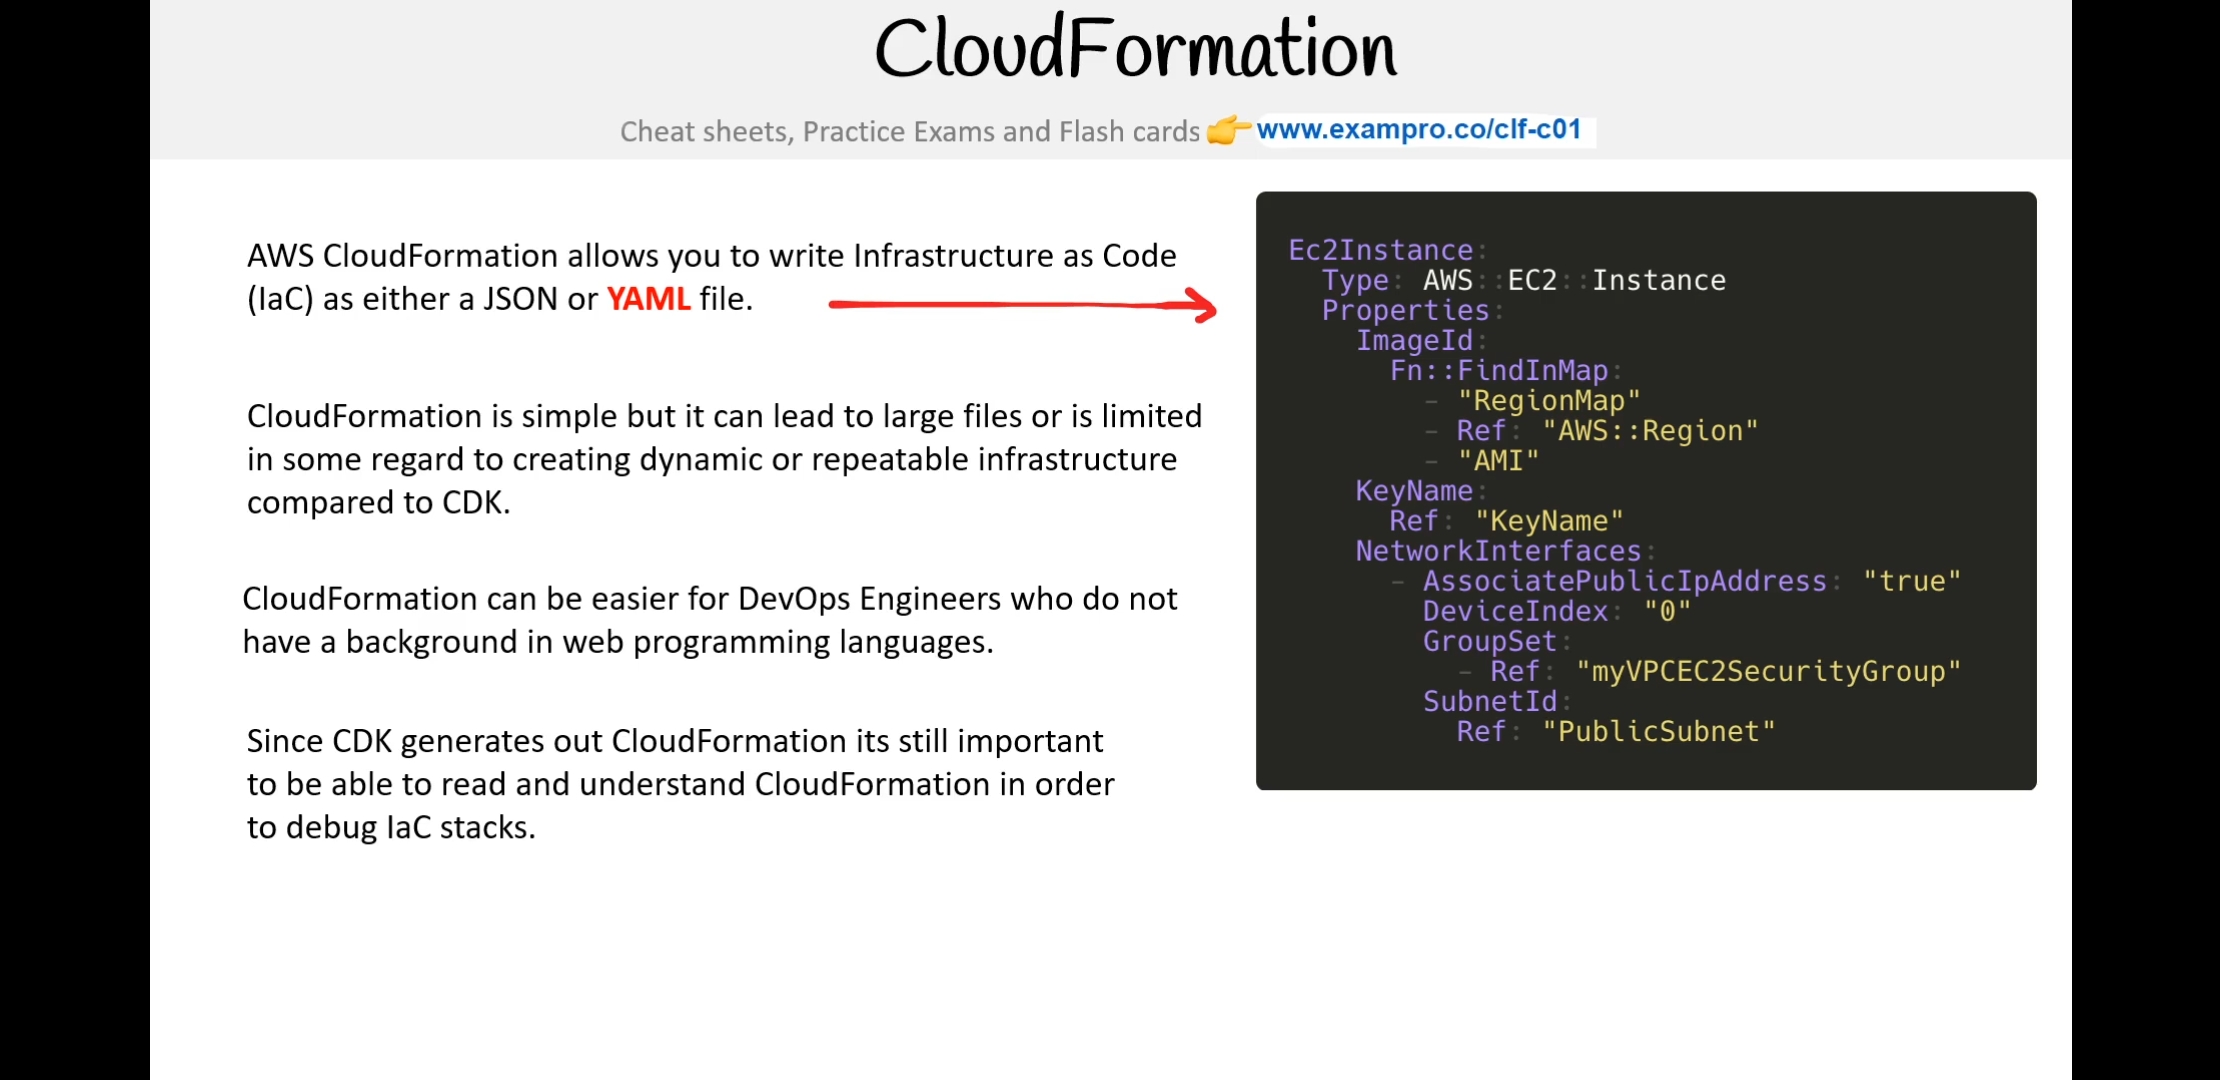 CloudFormation
Cheat sheets, Practice Exams and Flash cards 👉 www.exampro.co/clf-c01
AWS CloudFormation allows you to write Infrastructure as Code
(IaC) as either a JSON or YAML file.
CloudFormation is simple but it can lead to large files or is limited
in some regard to creating dynamic or repeatable infrastructure
compared to CDK.
CloudFormation can be easier for DevOps Engineers who do not
have a background in web programming languages.
Since CDK generates out CloudFormation its still important
to be able to read and understand CloudFormation in order
to debug IaC stacks.
Ec2Instance:
  Type: AWS::EC2::Instance
  Properties:
    ImageId:
      Fn::FindInMap:
        - "RegionMap"
        - Ref: "AWS::Region"
        - "AMI"
    KeyName:
      Ref: "KeyName"
    NetworkInterfaces:
      - AssociatePublicIpAddress: "true"
        DeviceIndex: "0"
        GroupSet:
          - Ref: "myVPCEC2SecurityGroup"
        SubnetId:
          Ref: "PublicSubnet"